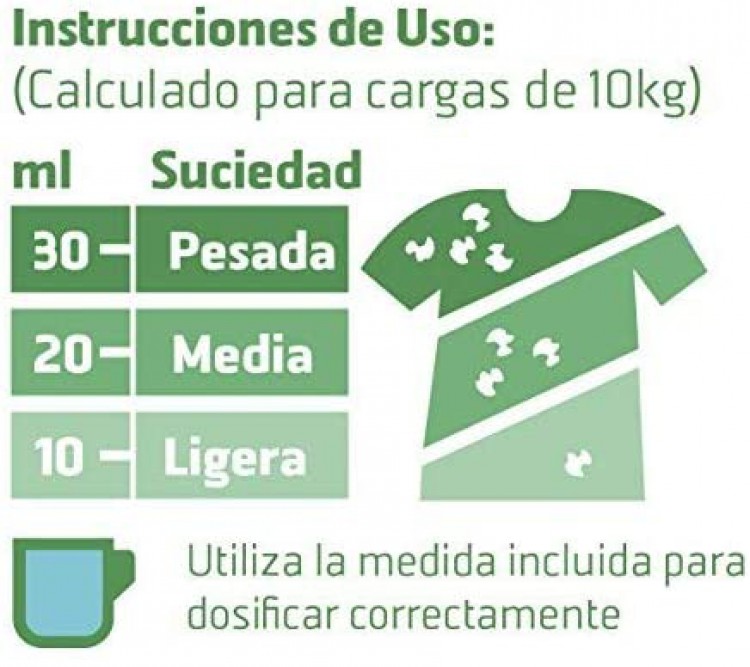 Instrucciones de Uso:
(Calculado para cargas de 10kg)
ml Suciedad
30 Pesada
20 Media
10 Ligera
Utiliza la medida incluida para
dosificar correctamente